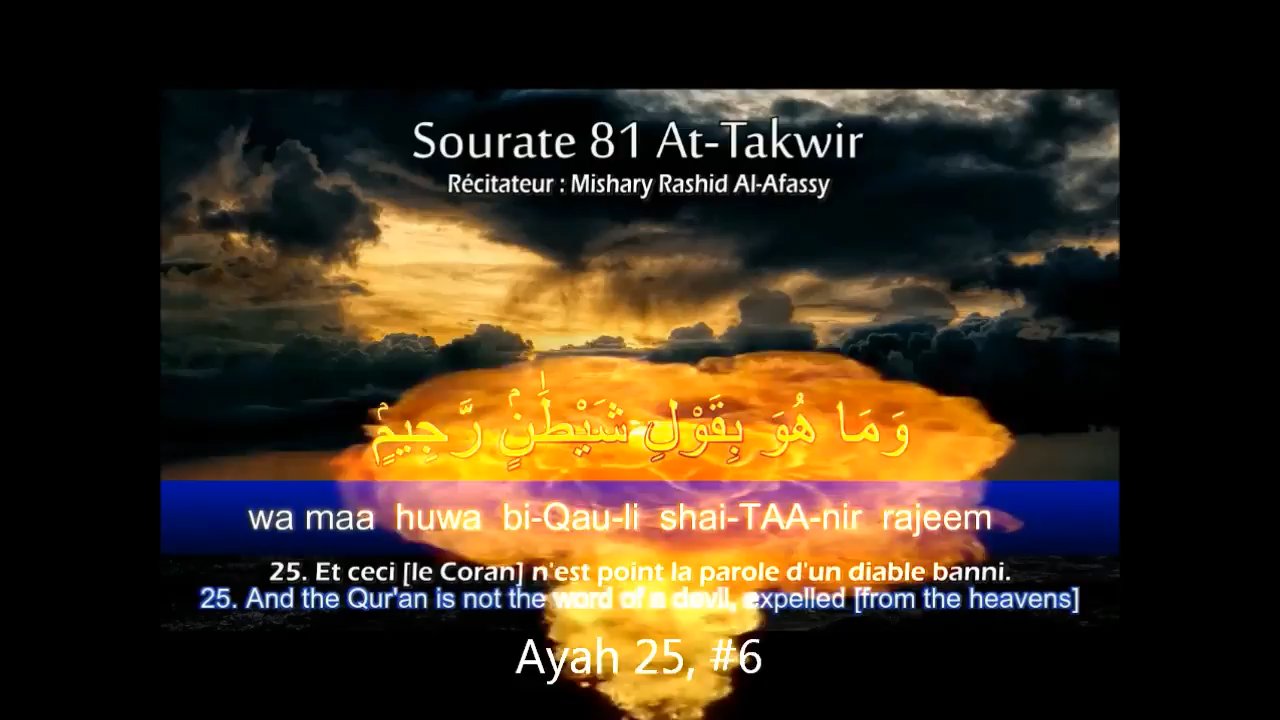 Sourate 81 At-Takwir
Récitateur : Mishary Rashid Al-Afassy
وَمَا هُوَ بِقَوْلِ شَيْطَٰنٍۢ رَّجِيمٍۢ
wa maa huwa bi-Qau-li shai-TAA-nir rajeem
25. Et ceci [le Coran] n'est point la parole d'un diable banni.
25. And the Qur'an is not the word of a devil, expelled [from the heavens]
Ayah 25, #6